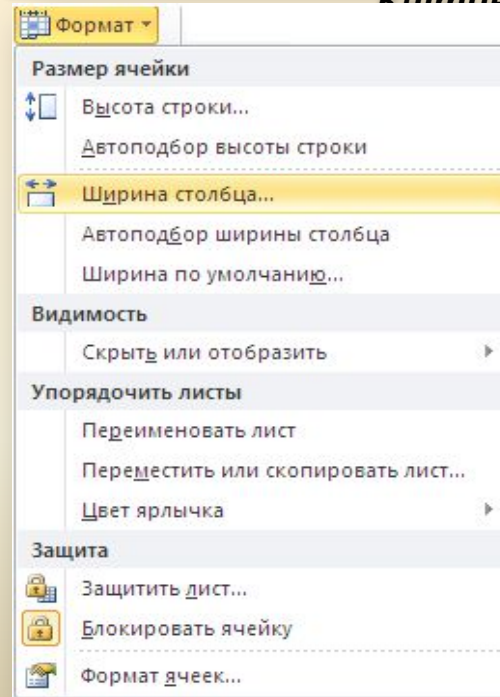 Формат
Размер ячейки
Высота строки...
Автоподбор высоты строки
Ширина столбца...
Автоподбор ширины столбца
Ширина по умолчанию...
Видимость
Скрыть или отобразить
Упорядочить листы
Переименовать лист
Переместить или скопировать лист...
Цвет ярлычка
Защита
Защитить лист...
Блокировать ячейку
Формат ячеек...